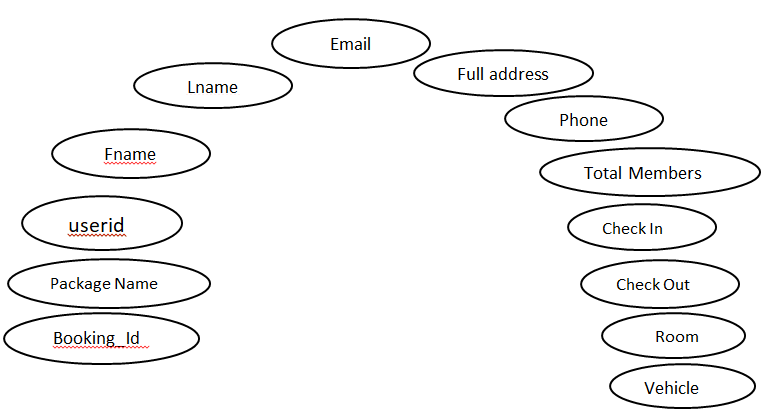 Email
Full address
Lname
Phone
Fname
Total Members
userid
Check In
Package Name
Check Out
Booking_Id
Room
Vehicle